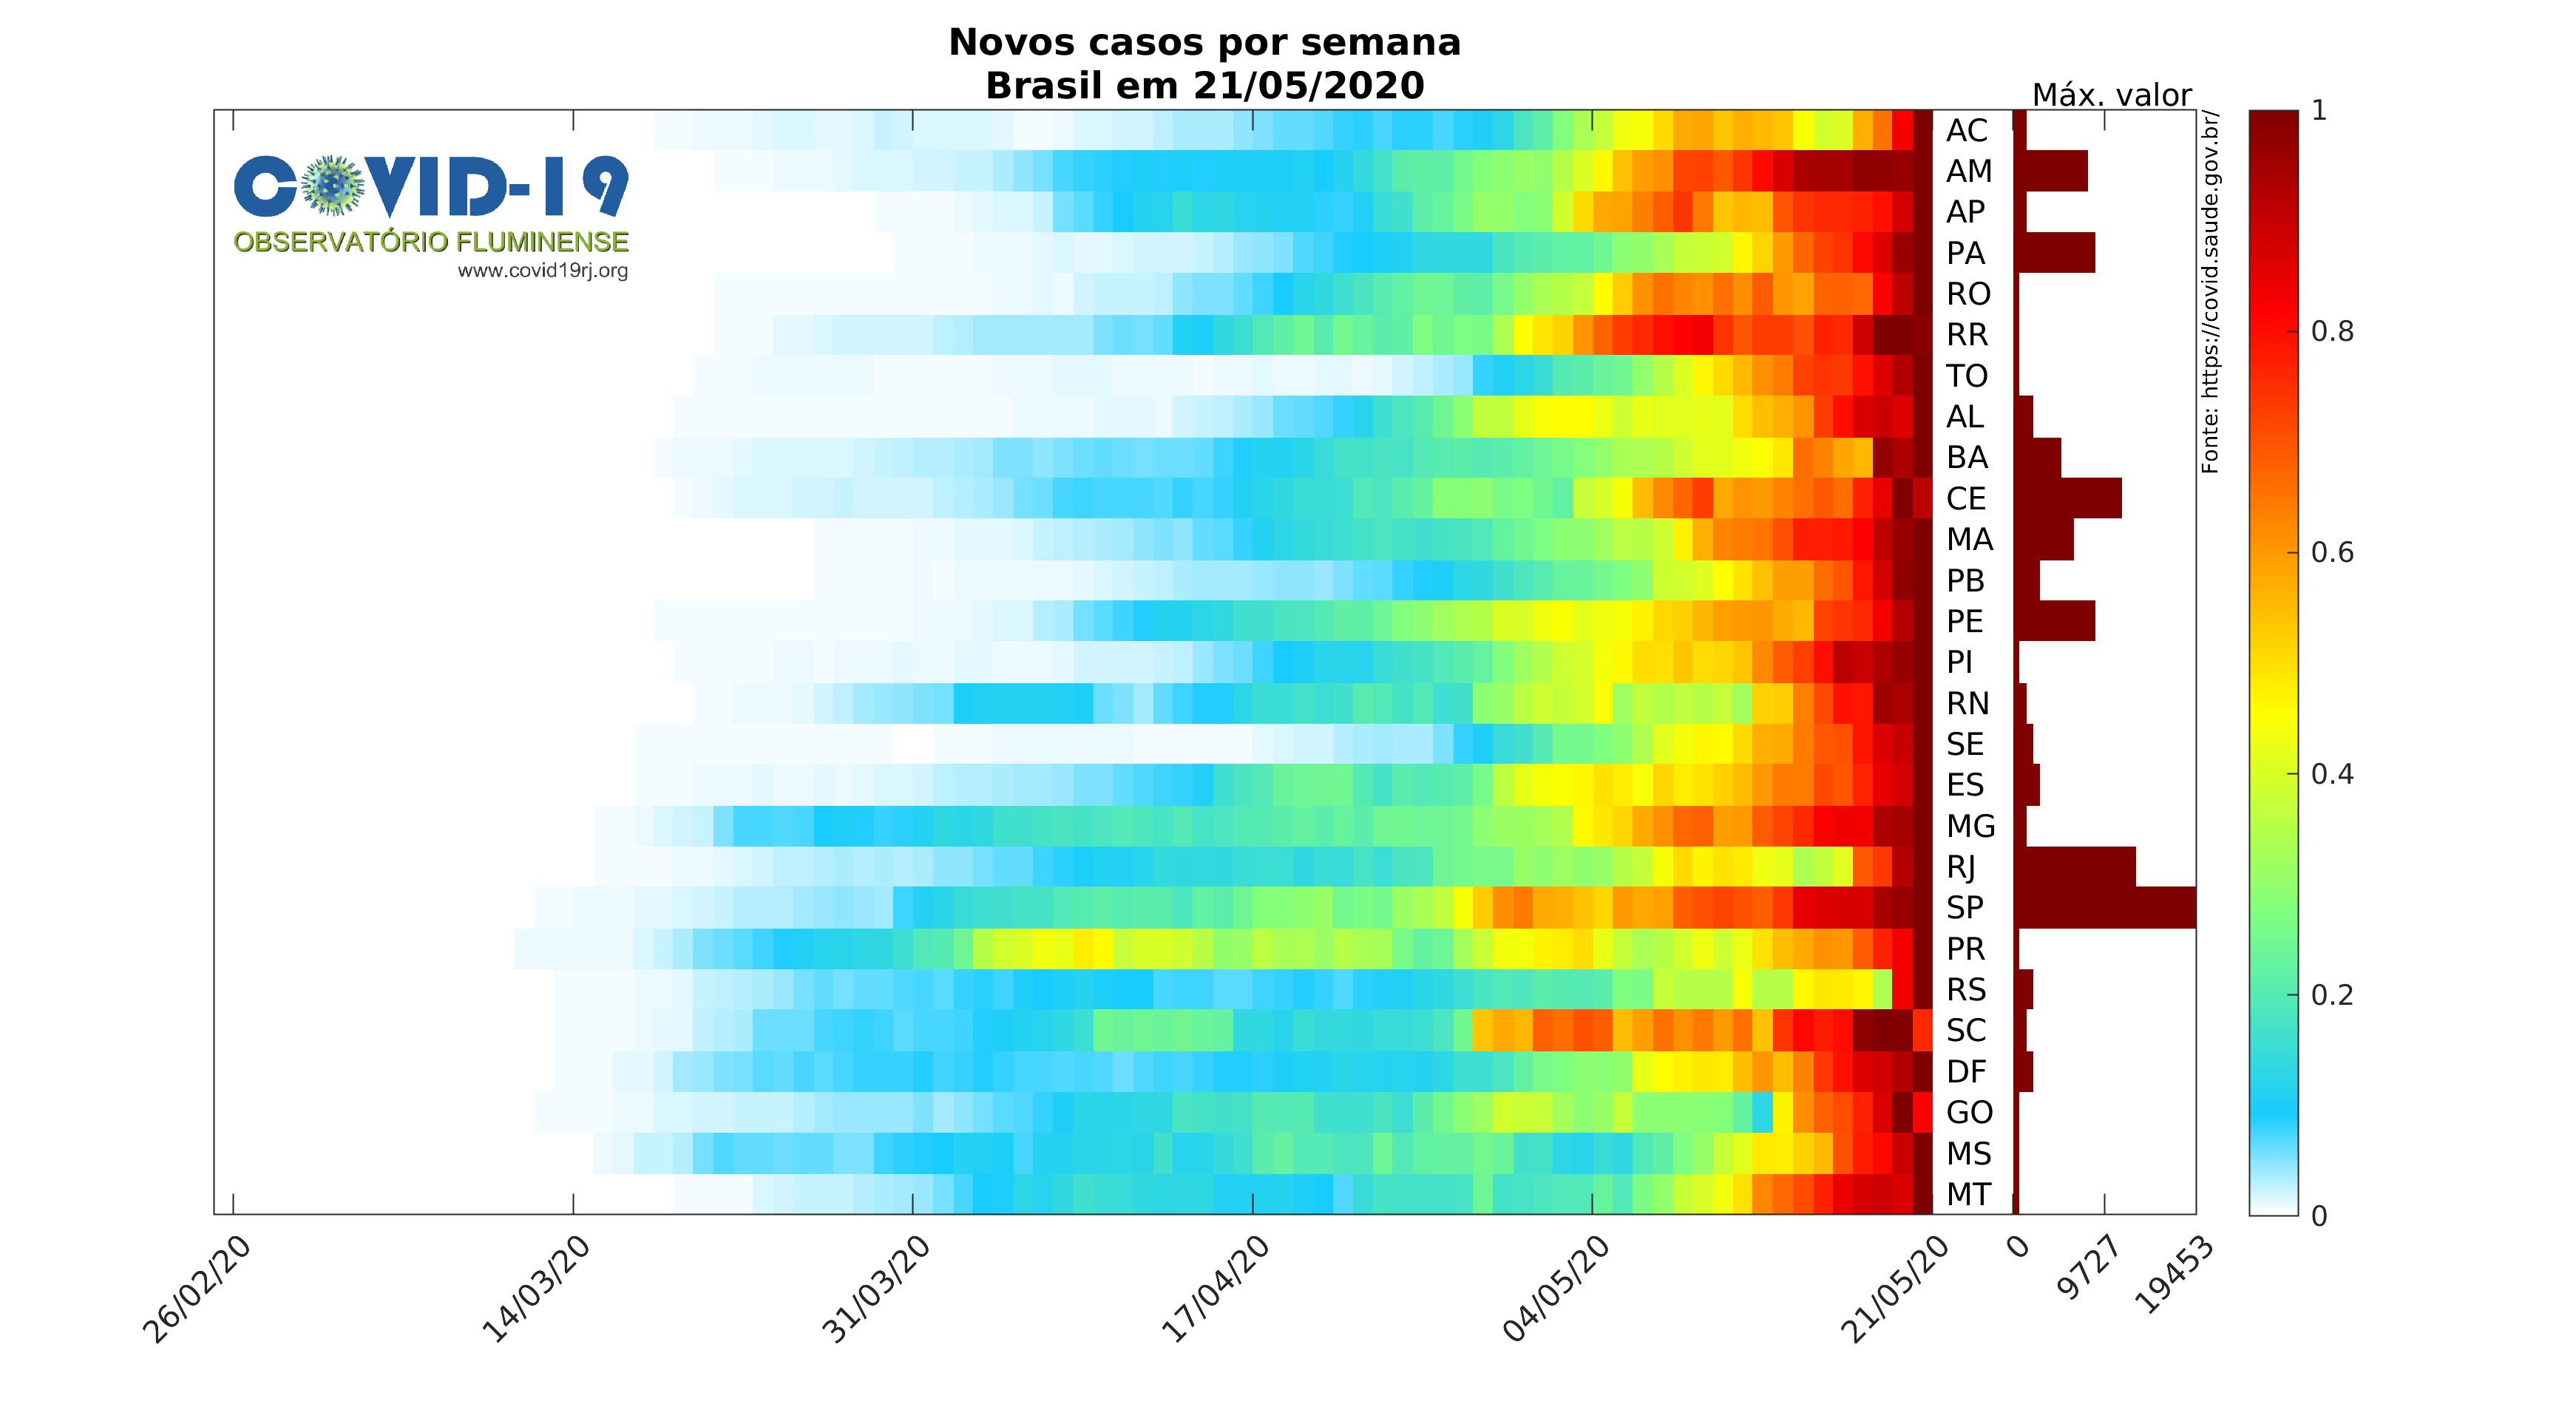 Novos casos por semana
Brasil em 21/05/2020
Máx. valor
COVID-19
OBSERVATÓRIO FLUMINENSE
www.covid19rj.org
AC
AM
AP
PA
RO
RR
TO
AL
BA
CE
MA
PB
PE
PI
RN
SE
ES
MG
RJ
SP
PR
RS
SC
DF
GO
MS
MT
Fonte: https://covid.saude.gov.br/
1
0.8
0.6
0.4
0.2
0
26/02/20
14/03/20
31/03/20
17/04/20
04/05/20
21/05/20
0
9727
19453